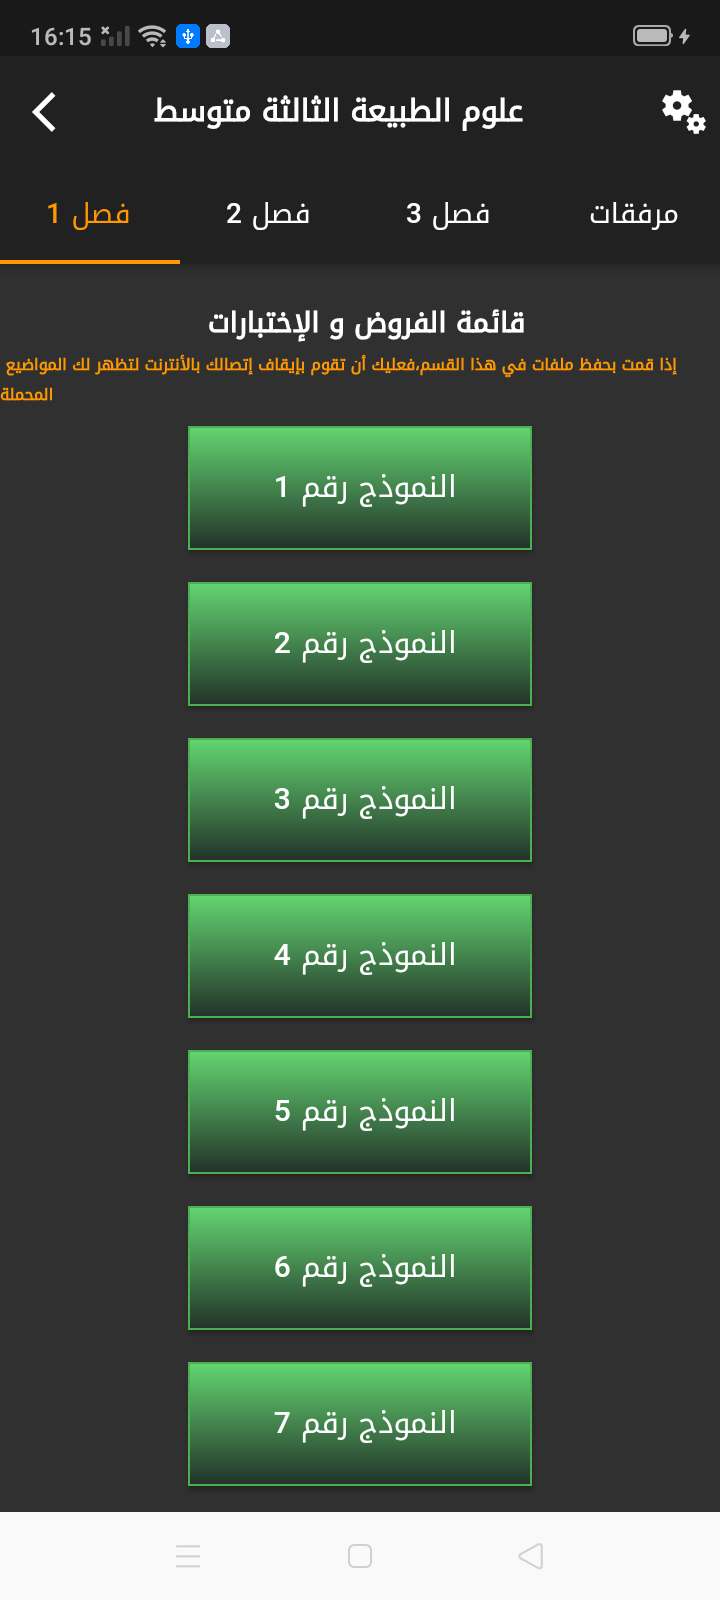 16:15
علوم الطبيعة الثالثة متوسط
فصل 1
فصل 2
فصل 3
مرفقات
قائمة الفروض و الإختبارات
إذا قمت بحفظ ملفات في هذا القسم،فعليك أن تقوم بإيقاف إتصالك بالأنترنت لتظهر لك المواضيع
المحملة
النموذج رقم 1
النموذج رقم 2
النموذج رقم 3
النموذج رقم 4
النموذج رقم 5
النموذج رقم 6
النموذج رقم 7